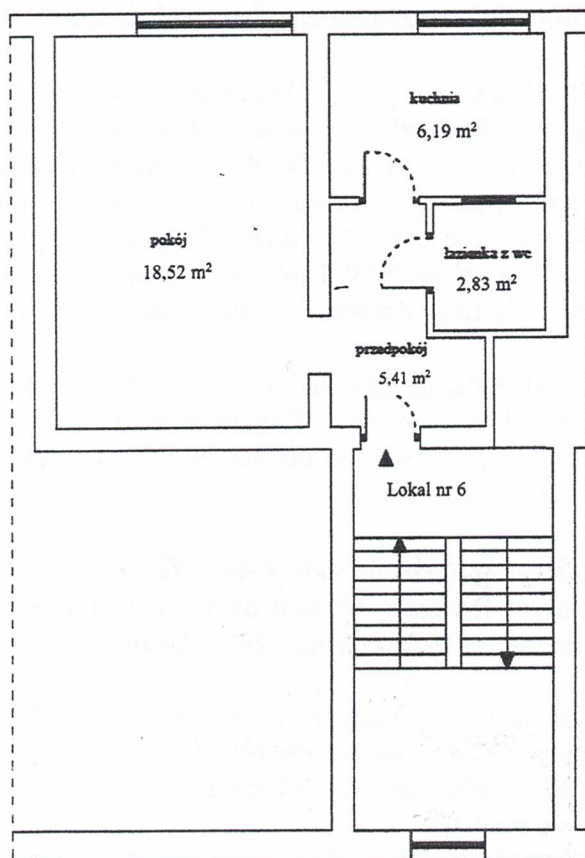 kuchnia
6,19 m²
pokój
18,52 m²
łazienka z wc
2,83 m²
przedpokój
5,41 m²
Lokal nr 6